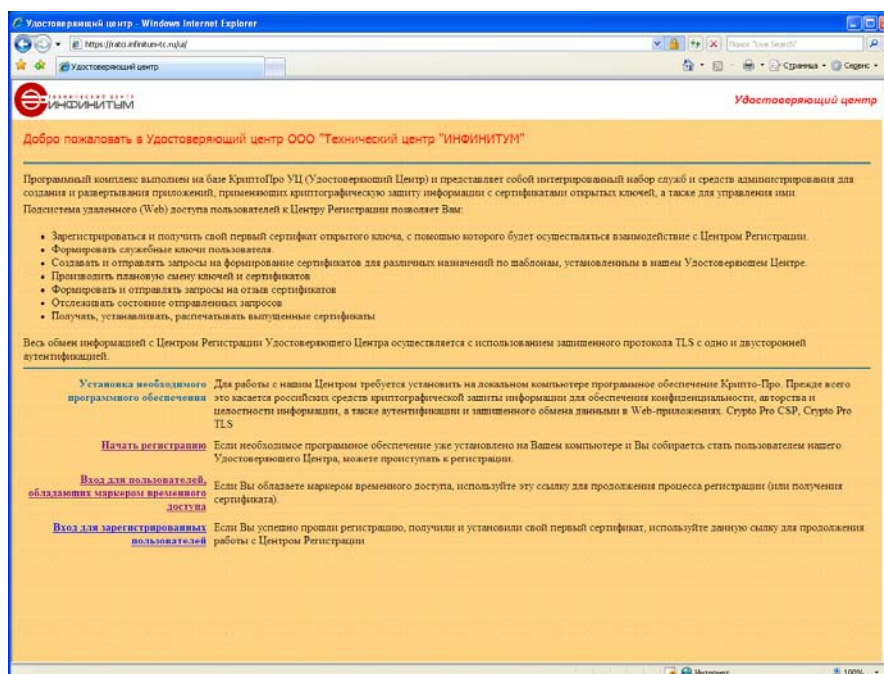 Удостоверяющий центр - Windows Internet Explorer
https://ratc.infinitum-tc.ru/ui/
Поиск "Live Search"
Удостоверяющий центр
Страница
Сервис
ТЕХНИЧЕСКИЙ ЦЕНТР
ИНФИНИТУМ
Удостоверяющий центр
Добро пожаловать в Удостоверяющий центр ООО "Технический центр "ИНФИНИТУМ"
Программный комплекс выполнен на базе КриптоПро УЦ (Удостоверяющий Центр) и представляет собой интегрированный набор служб и средств администрирования для
создания и развертывания приложений, применяющих криптографическую защиту информации с сертификатами открытых ключей, а также для управления ими.
Подсистема удаленного (Web) доступа пользователей к Центру Регистрации позволяет Вам:
• Зарегистрироваться и получить свой первый сертификат открытого ключа, с помощью которого будет осуществляться взаимодействие с Центром Регистрации.
• Формировать служебные ключи пользователя.
• Создавать и отправлять запросы на формирование сертификатов для различных назначений по шаблонам, установленным в нашем Удостоверяющем Центре.
• Производить плановую смену ключей и сертификатов
• Формировать и отправлять запросы на отзыв сертификатов
• Отслеживать состояние отправленных запросов
• Получать, устанавливать, распечатывать выпущенные сертификаты
Весь обмен информацией с Центром Регистрации Удостоверяющего Центра осуществляется с использованием защищенного протокола TLS с одно и двусторонней
аутентификацией.
Установка необходимого
программного обеспечения
Для работы с нашим Центром требуется установить на локальном компьютере программное обеспечение Крипто-Про. Прежде всего
это касается российских средств криптографической защиты информации для обеспечения конфиденциальности, авторства и
целостности информации, а также аутентификации и защищенного обмена данными в Web-приложениях. Crypto Pro CSP, Crypto Pro
TLS
Начать регистрацию
Если необходимое программное обеспечение уже установлено на Вашем компьютере и Вы собираетсь стать пользователем нашего
Удостоверяющего Центра, можете проиступать к регистрации.
Вход для пользователей,
обладающих маркером временного
доступа
Если Вы обладаете маркером временного доступа, используйте эту ссылку для продолжения процесса регистрации (или получения
сертификата).
Вход для зарегистрированных
пользователей
Если Вы успешно прошли регистрацию, получили и установили свой первый сертификат, используйте данную сылку для продолжения
работы с Центром Регистрации
Интернет
100%